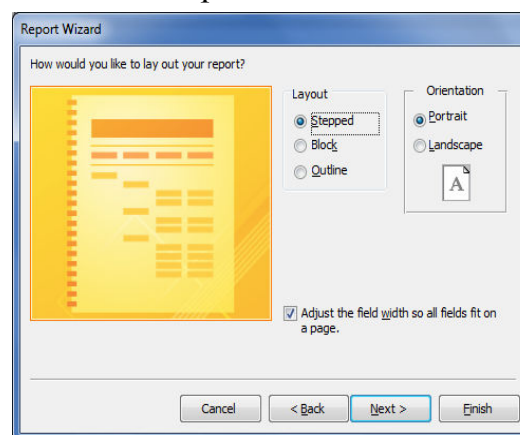 Report Wizard
How would you like to lay out your report?
Layout
Stepped
Block
Outline
Orientation
Portrait
Landscape
A
Adjust the field width so all fields fit on
a page.
Cancel
< Back
Next >
Finish